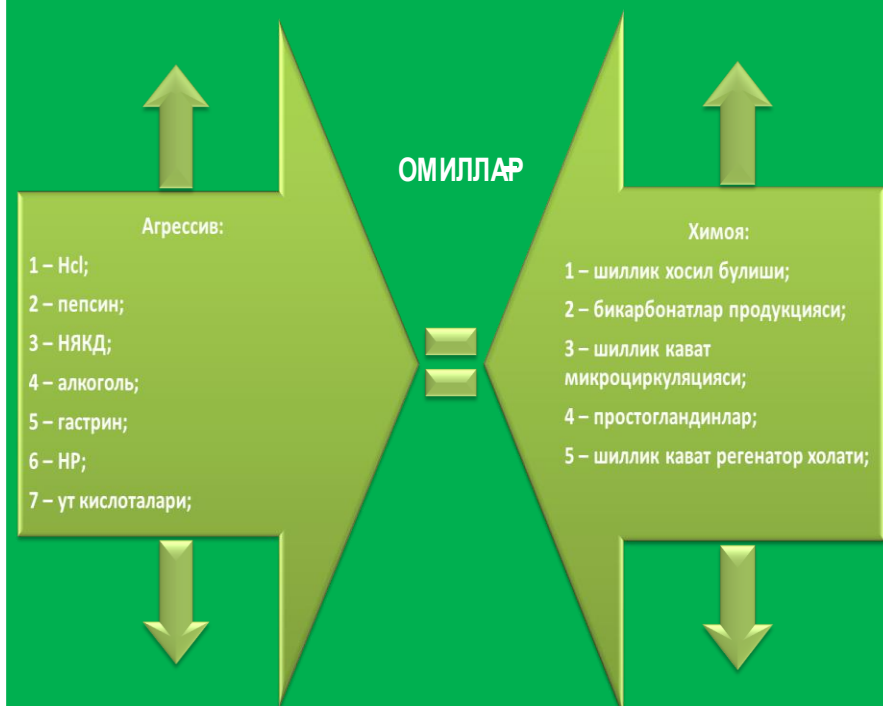 ОМИЛЛАР
Агрессив:
1 – Hcl;
2 – пепсин;
3 – НЯКД;
4 – алкоголь;
5 – гастрин;
6 – HP;
7 – ут кислоталари;
Химоя:
1 – шиллик хосил булиши;
2 – бикарбонатлар продукцияси;
3 – шиллик кават
микроциркуляцияси;
4 – простогландинлар;
5 – шиллик кават регенатор холати;